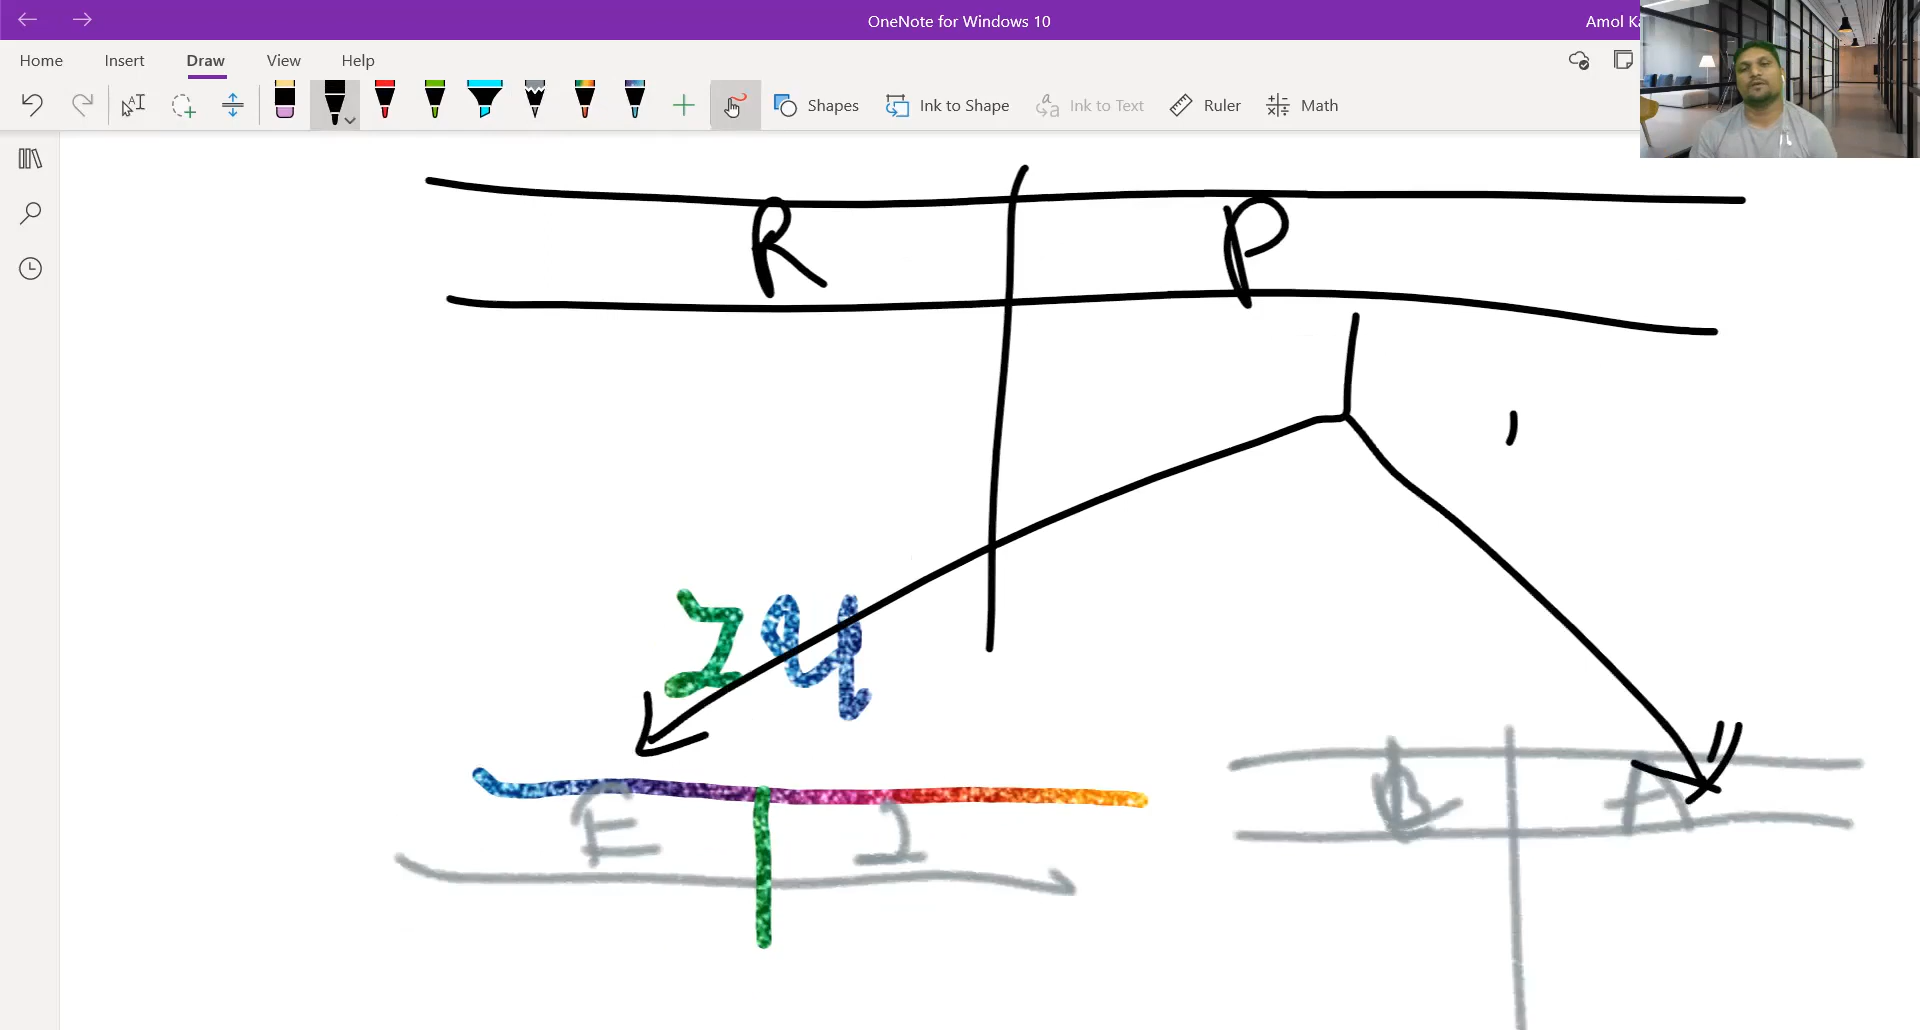 OneNote for Windows 10
Amol Ka
Home Insert Draw View Help
Shapes Ink to Shape Ink to Text Ruler Math
R P
24
E I
B A